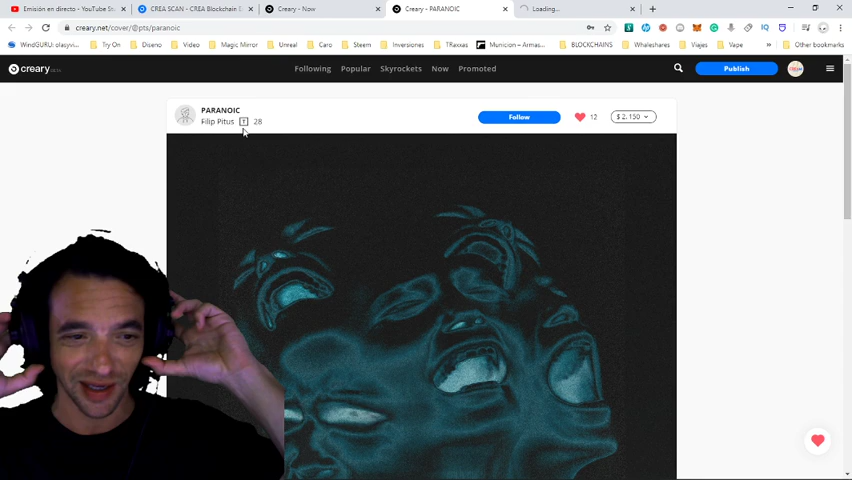 Emisión en directo - YouTube St
CREA SCAN - CREA Blockchain E
Creary - Now
Creary - PARANOIC
Loading...
creary.net/cover/@pts/paranoic
WindGURU: olasyvi...
Try On
Diseno
Video
Magic Mirror
Unreal
Caro
Steem
Inversiones
TRaxxas
Municion – Armas...
BLOCKCHAINS
Whaleshares
Viajes
Vape
Other bookmarks
creary
Following
Popular
Skyrockets
Now
Promoted
Publish
PARANOIC
Filip Pitus 28
Follow
12
$ 2.150